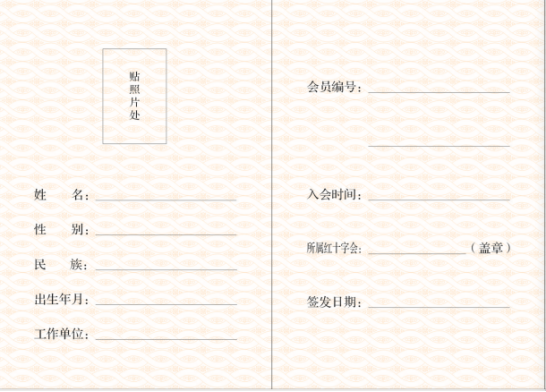 贴照片处
姓 名：
性 别：
民 族：
出生年月：
工作单位：
会员编号：
入会时间：
所属红十字会： （盖章）
签发日期：